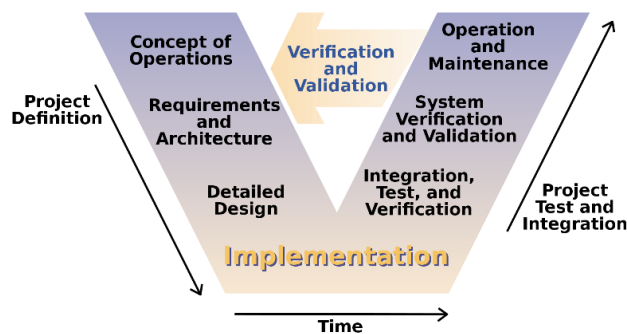 Concept of
Operations
Verification
and
Validation
Operation
and
Maintenance
Project
Definition
Requirements
and
Architecture
System
Verification
and Validation
Detailed
Design
Integration,
Test, and
Verification
Project
Test and
Integration
Implementation
Time